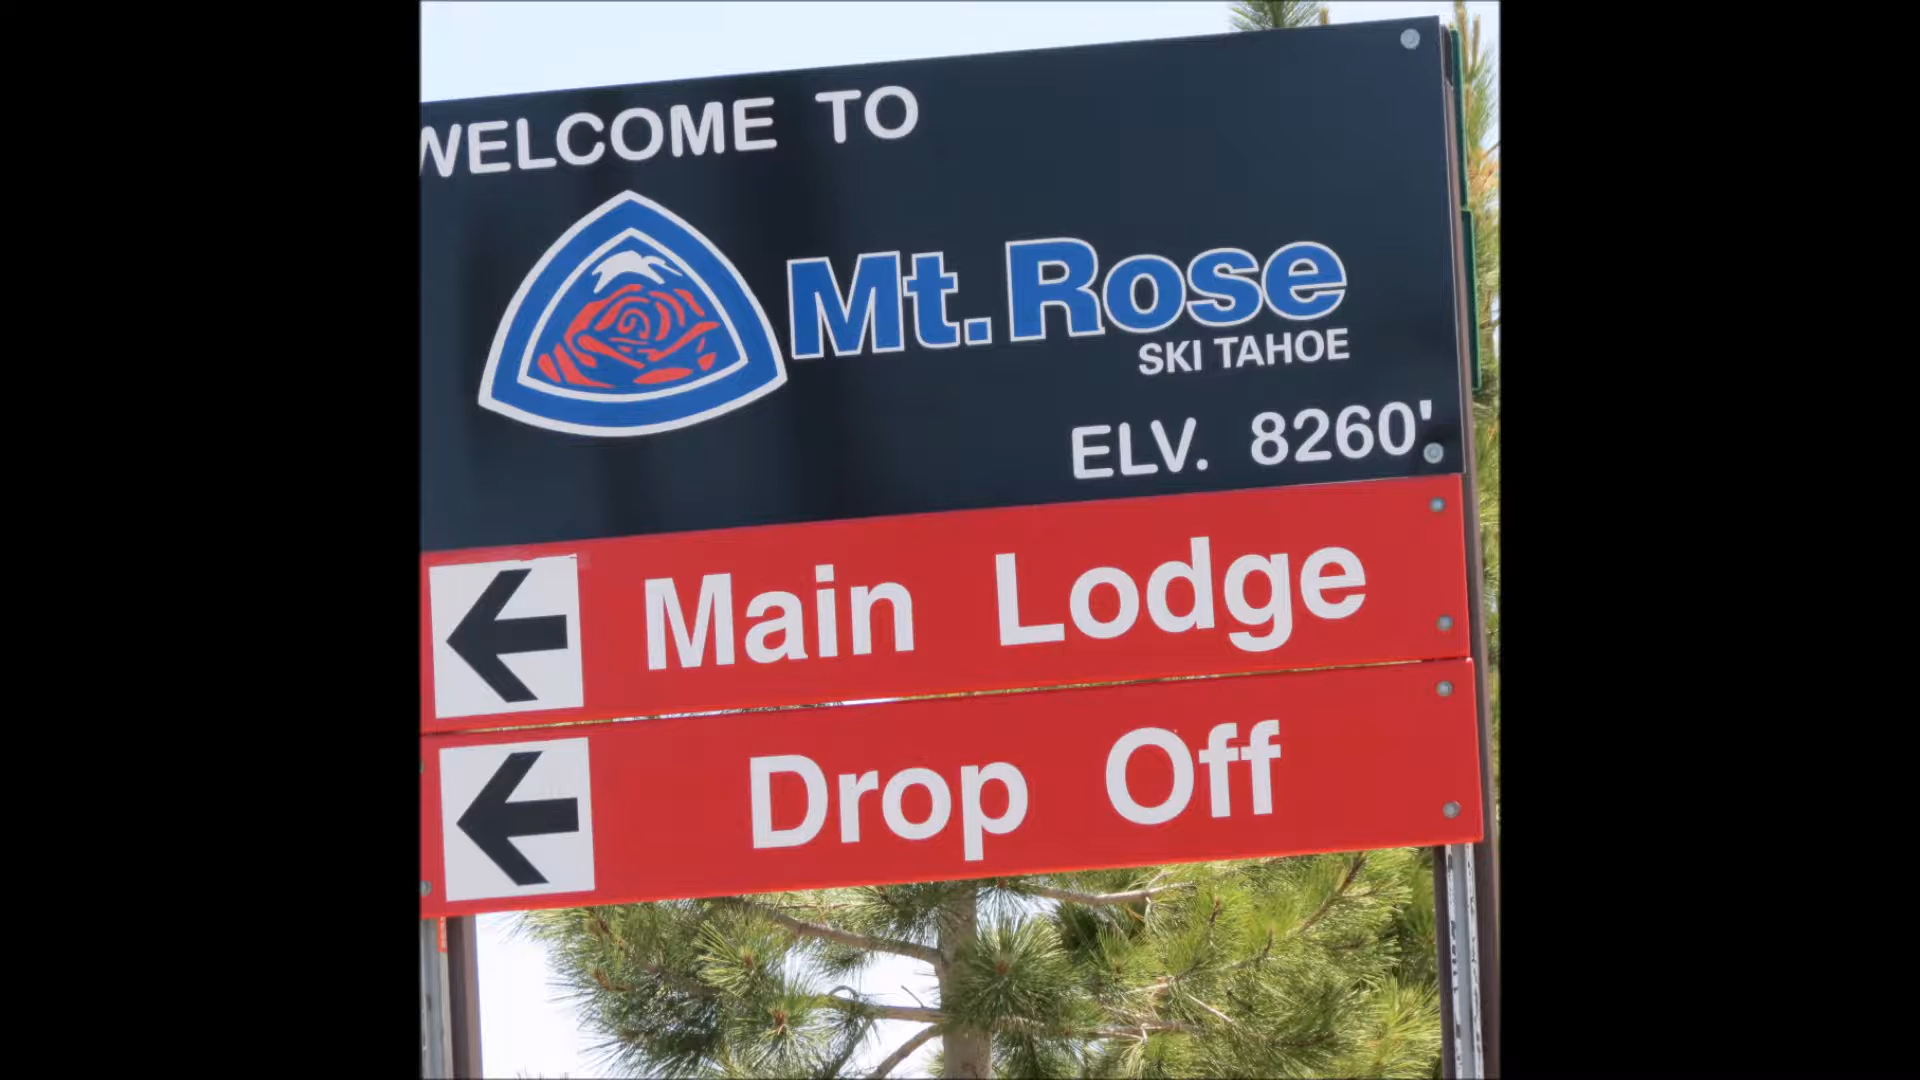 WELCOME TO
Mt. Rose
SKI TAHOE
ELV. 8260'
Main Lodge
Drop Off